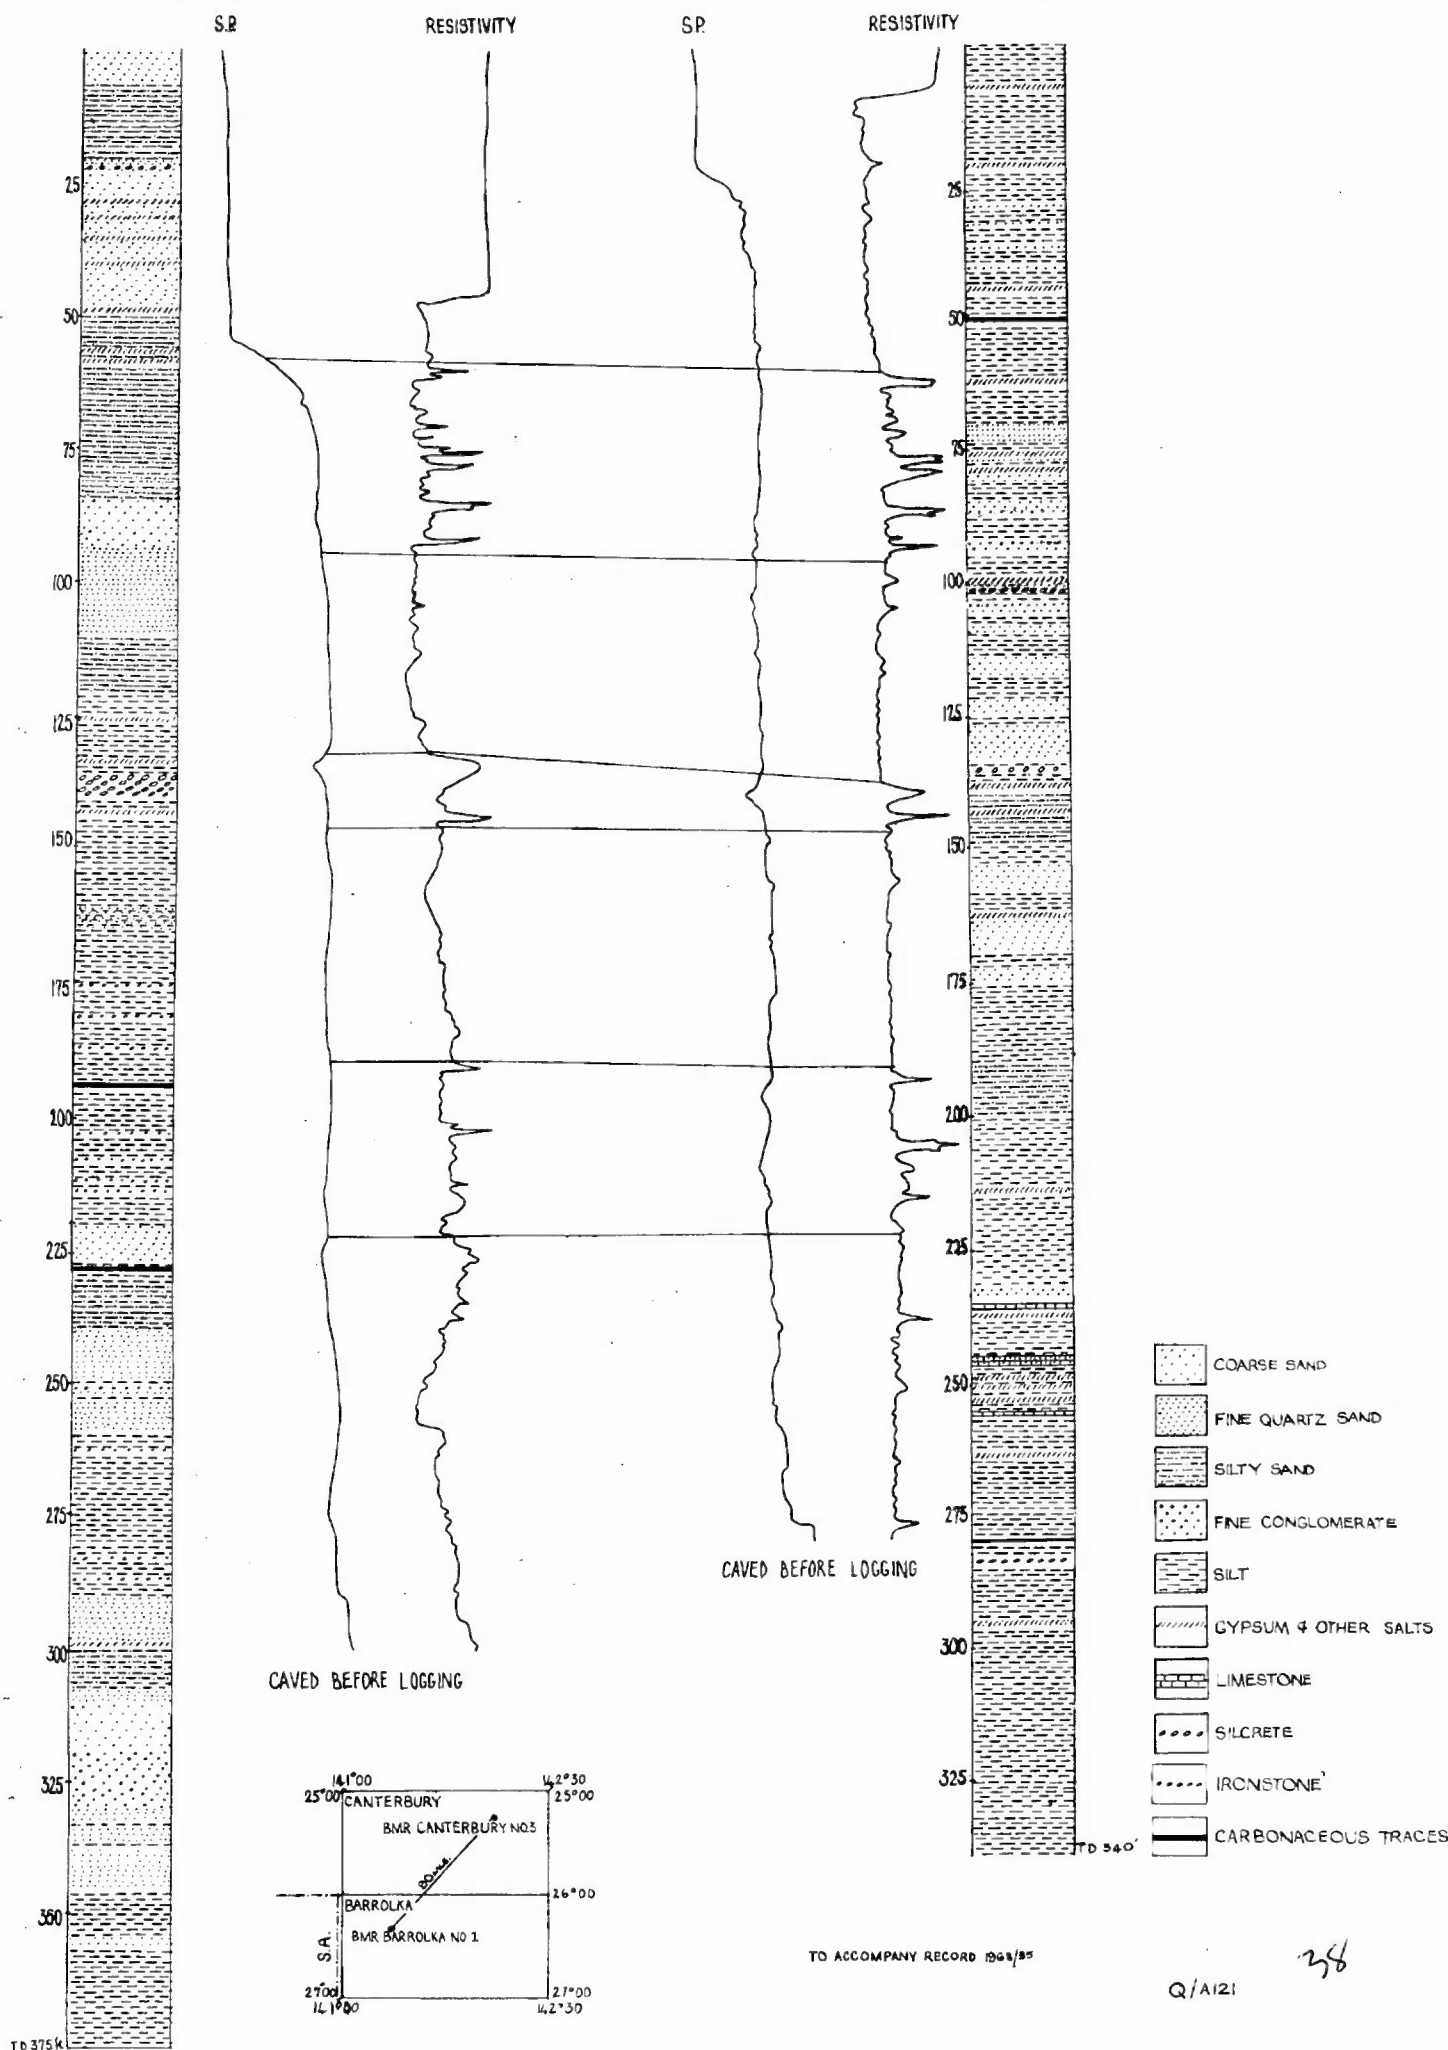 S.P. RESISTIVITY S.P. RESISTIVITY
25 25
50 50
75 75
100 100
125 125
150 150
175 175
200 200
225 225
250 250
275 275
300 300
325 325
350
CAVED BEFORE LOGGING
CAVED BEFORE LOGGING
COARSE SAND
FINE QUARTZ SAND
SILTY SAND
FINE CONGLOMERATE
SILT
GYPSUM & OTHER SALTS
LIMESTONE
SILCRETE
IRONSTONE
CARBONACEOUS TRACES
TD 340'
TD 375'
141°00 142°30
25°00 25°00
CANTERBURY
BMR CANTERBURY NO.3
80 MLS.
26°00
BARROLKA
BMR BARROLKA NO 1
S.A.
27°00 27°00
141°00 142°30
TO ACCOMPANY RECORD
Q/A121
38